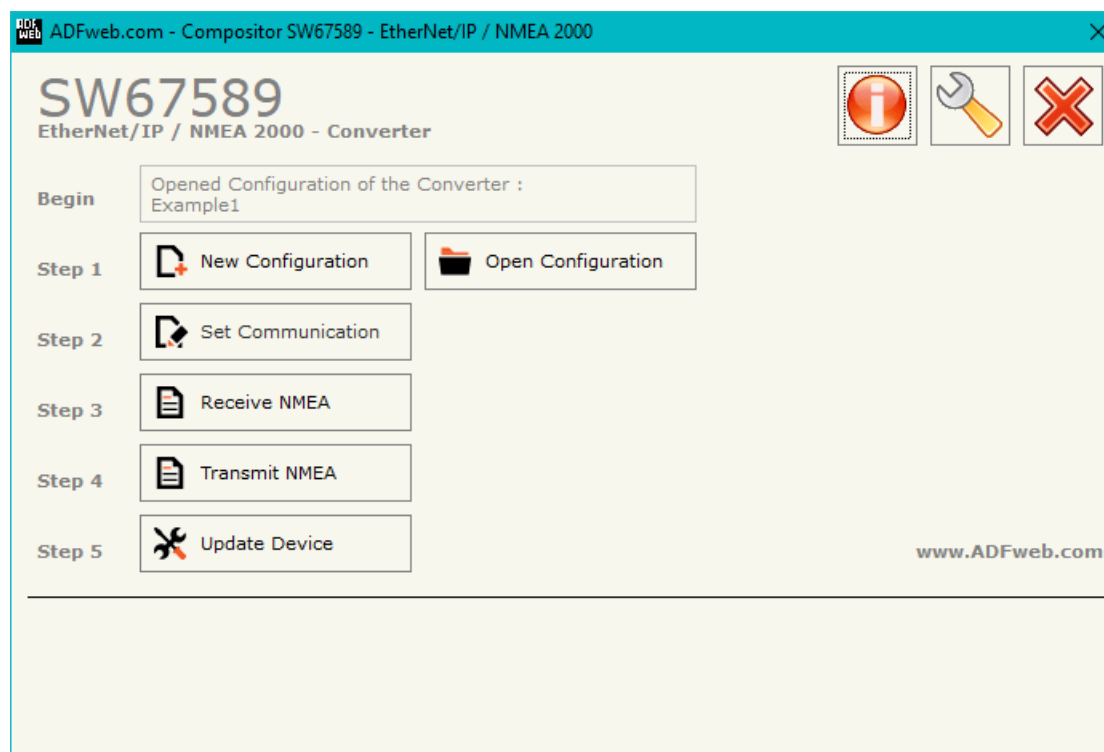 ADF
WEB
ADFweb.com - Compositor SW67589 - EtherNet/IP / NMEA 2000
SW67589
EtherNet/IP / NMEA 2000 - Converter
Begin
Opened Configuration of the Converter :
Example1
Step 1
New Configuration
Open Configuration
Step 2
Set Communication
Step 3
Receive NMEA
Step 4
Transmit NMEA
Step 5
Update Device
www.ADFweb.com